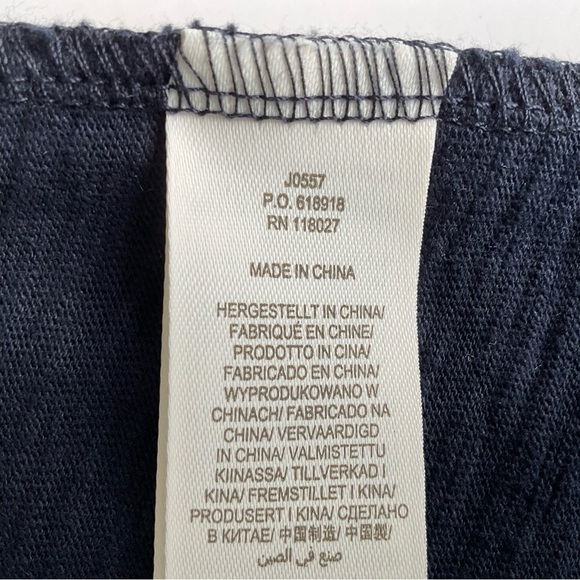 J0557
P.O. 618918
RN 118027
MADE IN CHINA
HERGESTELLT IN CHINA/
FABRIQUÉ EN CHINE/
PRODOTTO IN CINA/
FABRICADO EN CHINA/
WYPRODUKOWANO W
CHINACH/ FABRICADO NA
CHINA/ VERVAARDIGD
IN CHINA/ VALMISTETTU
KIINASSA/ TILLVERKAD I
KINA/ FREMSTILLET I KINA/
PRODUSERT I KINA/ СДЕЛАНО
В КИТАЕ/ 中国制造/ 中國製/
صنع في الصين